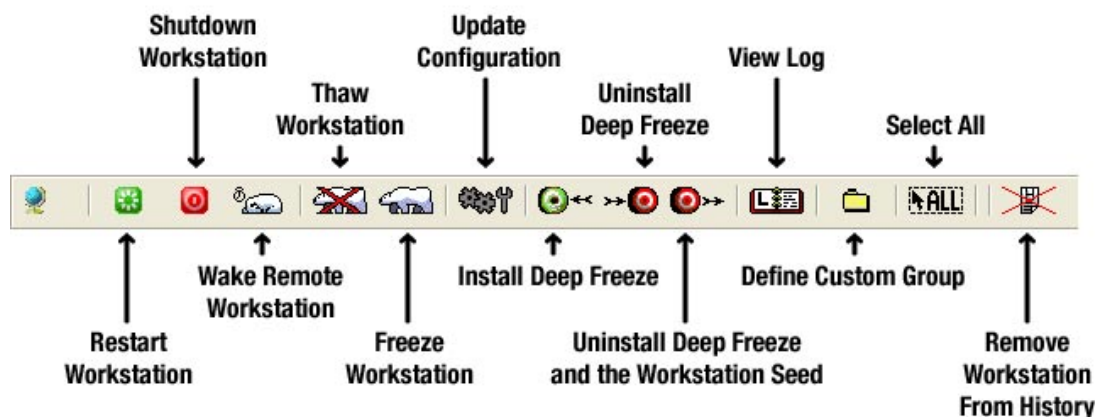 Shutdown
Workstation
Update
Configuration
View Log
Thaw
Workstation
Uninstall
Deep Freeze
Select All
L
ALL
Wake Remote
Workstation
Install Deep Freeze
Define Custom Group
Restart
Workstation
Freeze
Workstation
Uninstall Deep Freeze
and the Workstation Seed
Remove
Workstation
From History